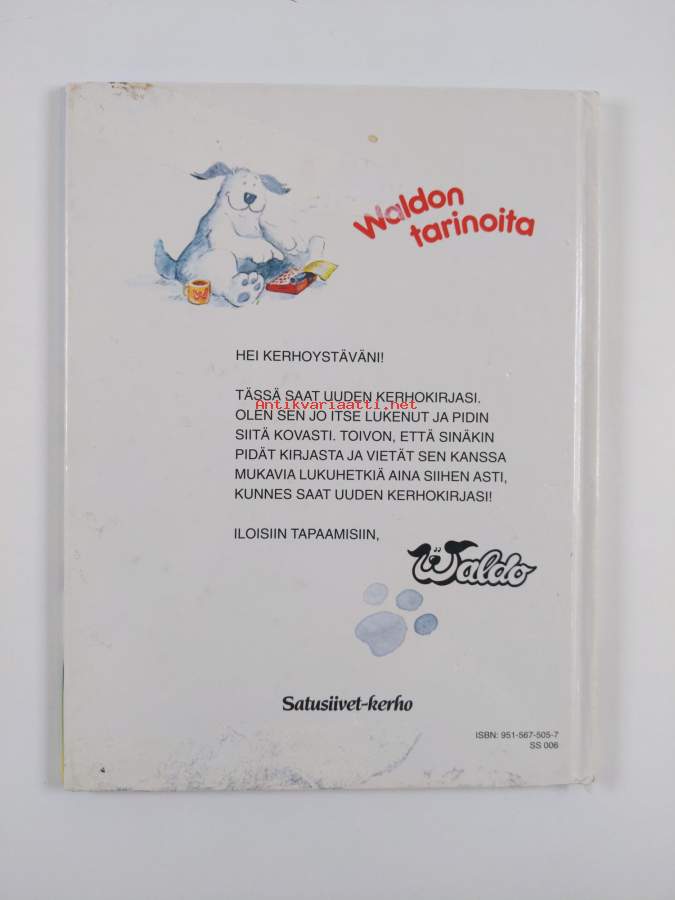 Waldon
tarinoita
HEI KERHOYSTÄVÄNI!
TÄSSÄ SAAT UUDEN KERHOKIRJASI.
Antikvariaatti.net
OLEN SEN JO ITSE LUKENUT JA PIDIN
SIITÄ KOVASTI. TOIVON, ETTÄ SINÄKIN
PIDÄT KIRJASTA JA VIETÄT SEN KANSSA
MUKAVIA LUKUHETKIÄ AINA SIIHEN ASTI,
KUNNES SAAT UUDEN KERHOKIRJASI!
ILOISIIN TAPAAMISIIN,
Waldo
Satusiivet-kerho
ISBN: 951-567-505-7
SS 006